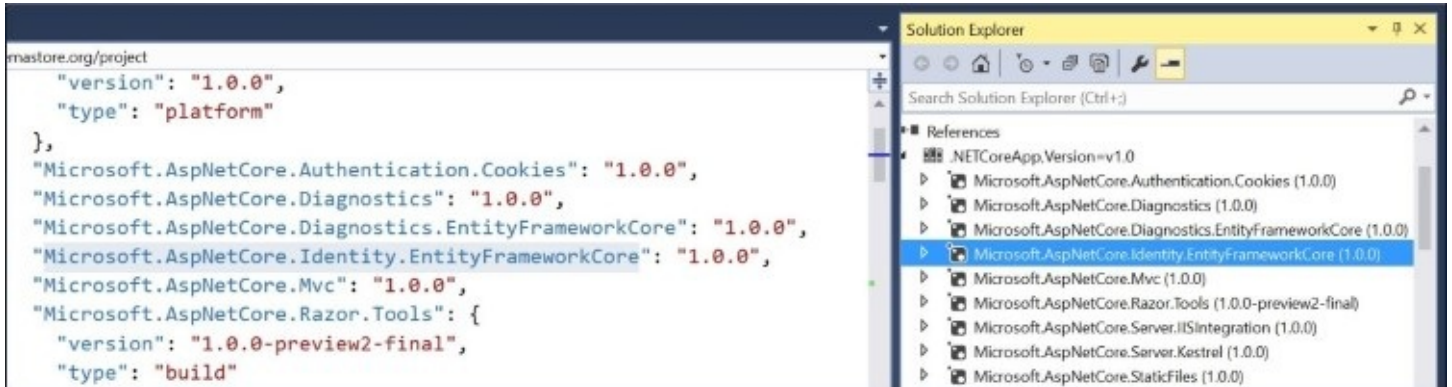 mastore.org/project
"version": "1.0.0",
"type": "platform"
},
"Microsoft.AspNetCore.Authentication.Cookies": "1.0.0",
"Microsoft.AspNetCore.Diagnostics": "1.0.0",
"Microsoft.AspNetCore.Diagnostics.EntityFrameworkCore": "1.0.0",
"Microsoft.AspNetCore.Identity.EntityFrameworkCore": "1.0.0",
"Microsoft.AspNetCore.Mvc": "1.0.0",
"Microsoft.AspNetCore.Razor.Tools": {
"version": "1.0.0-preview2-final",
"type": "build"
Solution Explorer
Search Solution Explorer (Ctrl+;)
References
.NETCoreApp,Version=v1.0
Microsoft.AspNetCore.Authentication.Cookies (1.0.0)
Microsoft.AspNetCore.Diagnostics (1.0.0)
Microsoft.AspNetCore.Diagnostics.EntityFrameworkCore (1.0.0)
Microsoft.AspNetCore.Identity.EntityFrameworkCore (1.0.0)
Microsoft.AspNetCore.Mvc (1.0.0)
Microsoft.AspNetCore.Razor.Tools (1.0.0-preview2-final)
Microsoft.AspNetCore.Server.IISIntegration (1.0.0)
Microsoft.AspNetCore.Server.Kestrel (1.0.0)
Microsoft.AspNetCore.StaticFiles (1.0.0)